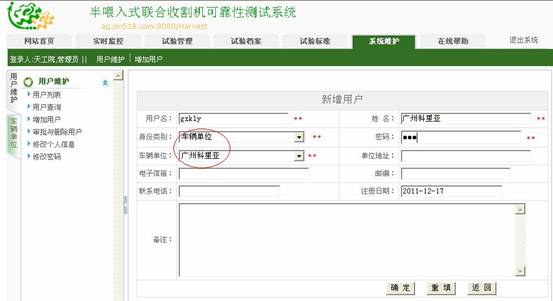 半喂入式联合收割机可靠性测试系统
ag.cm518.com:8080/Harvest
网站首页 实时监控 试验管理 试验档案 试验标准 系统维护 在线帮助 退出系统
登录人:天工院,管理员 || 用户维护 | 增加用户
用户维护
车辆单位
用户维护
用户列表
用户查询
增加用户
审批与删除用户
修改个人信息
修改密码
新增用户
用户名: gzkly ** 姓 名: 广州科星亚 **
身份类别: 车辆单位 ** 密码: ●●● **
车辆单位: 广州科星亚 ** 单位地址:
电子信箱: 邮编:
联系电话: 注册日期: 2011-12-17
备注:
确 定 重 填 返 回